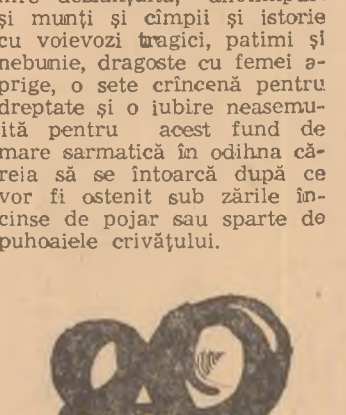 și munți și cîmpii și istorie
cu voievozi tragici, patimi și
nebunie, dragoste cu femei a-
prige, o sete crîncenă pentru
dreptate și o iubire neasemu-
ită pentru acest fund de
mare sarmatică în odihna că-
reia să se întoarcă după ce
vor fi ostenit sub zările în-
cinse de pojar sau sparte de
puhoaiele crivățului.